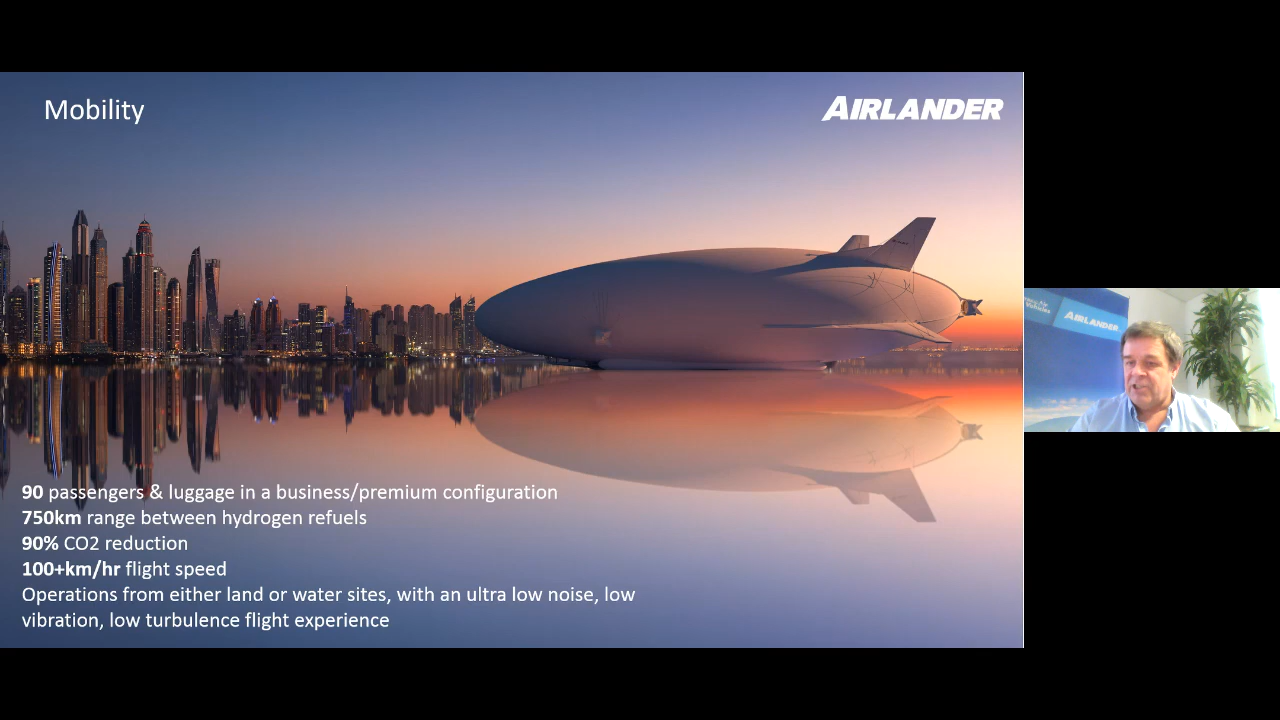 Mobility
AIRLANDER
90 passengers & luggage in a business/premium configuration
750km range between hydrogen refuels
90% CO2 reduction
100+km/hr flight speed
Operations from either land or water sites, with an ultra low noise, low
vibration, low turbulence flight experience
Vehicles
AIRLANDER